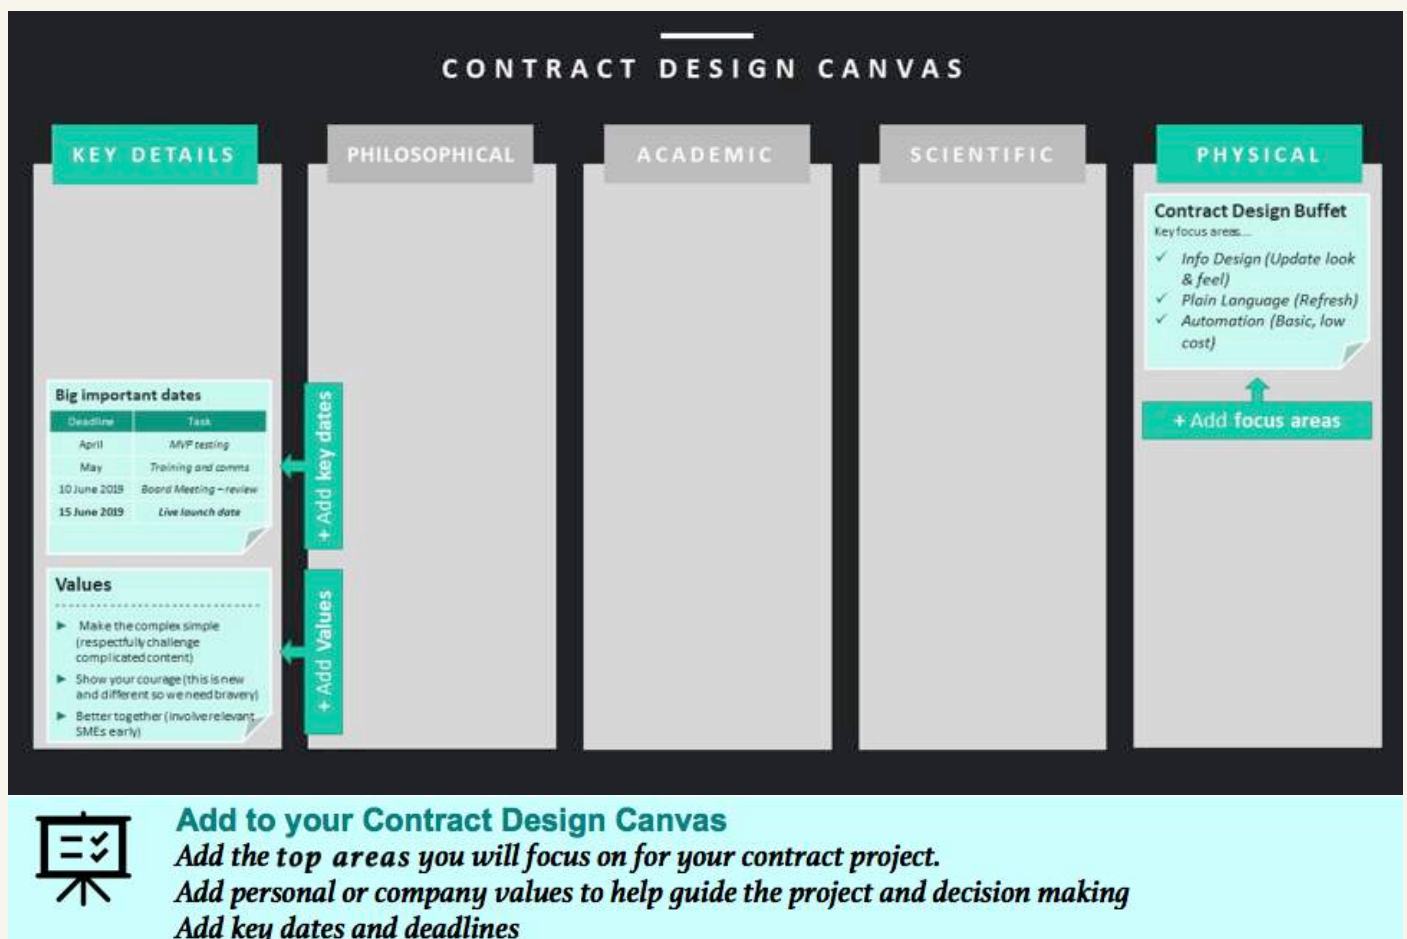 CONTRACT DESIGN CANVAS
KEY DETAILS
PHILOSOPHICAL
ACADEMIC
SCIENTIFIC
PHYSICAL
Contract Design Buffet
Key focus areas....
✓ Info Design (Update look
& feel)
✓ Plain Language (Refresh)
✓ Automation (Basic, low
cost)
+ Add focus areas
Big important dates
Deadline Task
April MVP testing
May Training and comms
10 June 2019 Board Meeting – review
15 June 2019 Live launch date
+ Add key dates
Values
► Make the complex simple
(respectfully challenge
complicated content)
► Show your courage (this is new
and different so we need bravery)
► Better together (involve relevant
SMEs early)
+ Add Values
Add to your Contract Design Canvas
Add the top areas you will focus on for your contract project.
Add personal or company values to help guide the project and decision making
Add key dates and deadlines